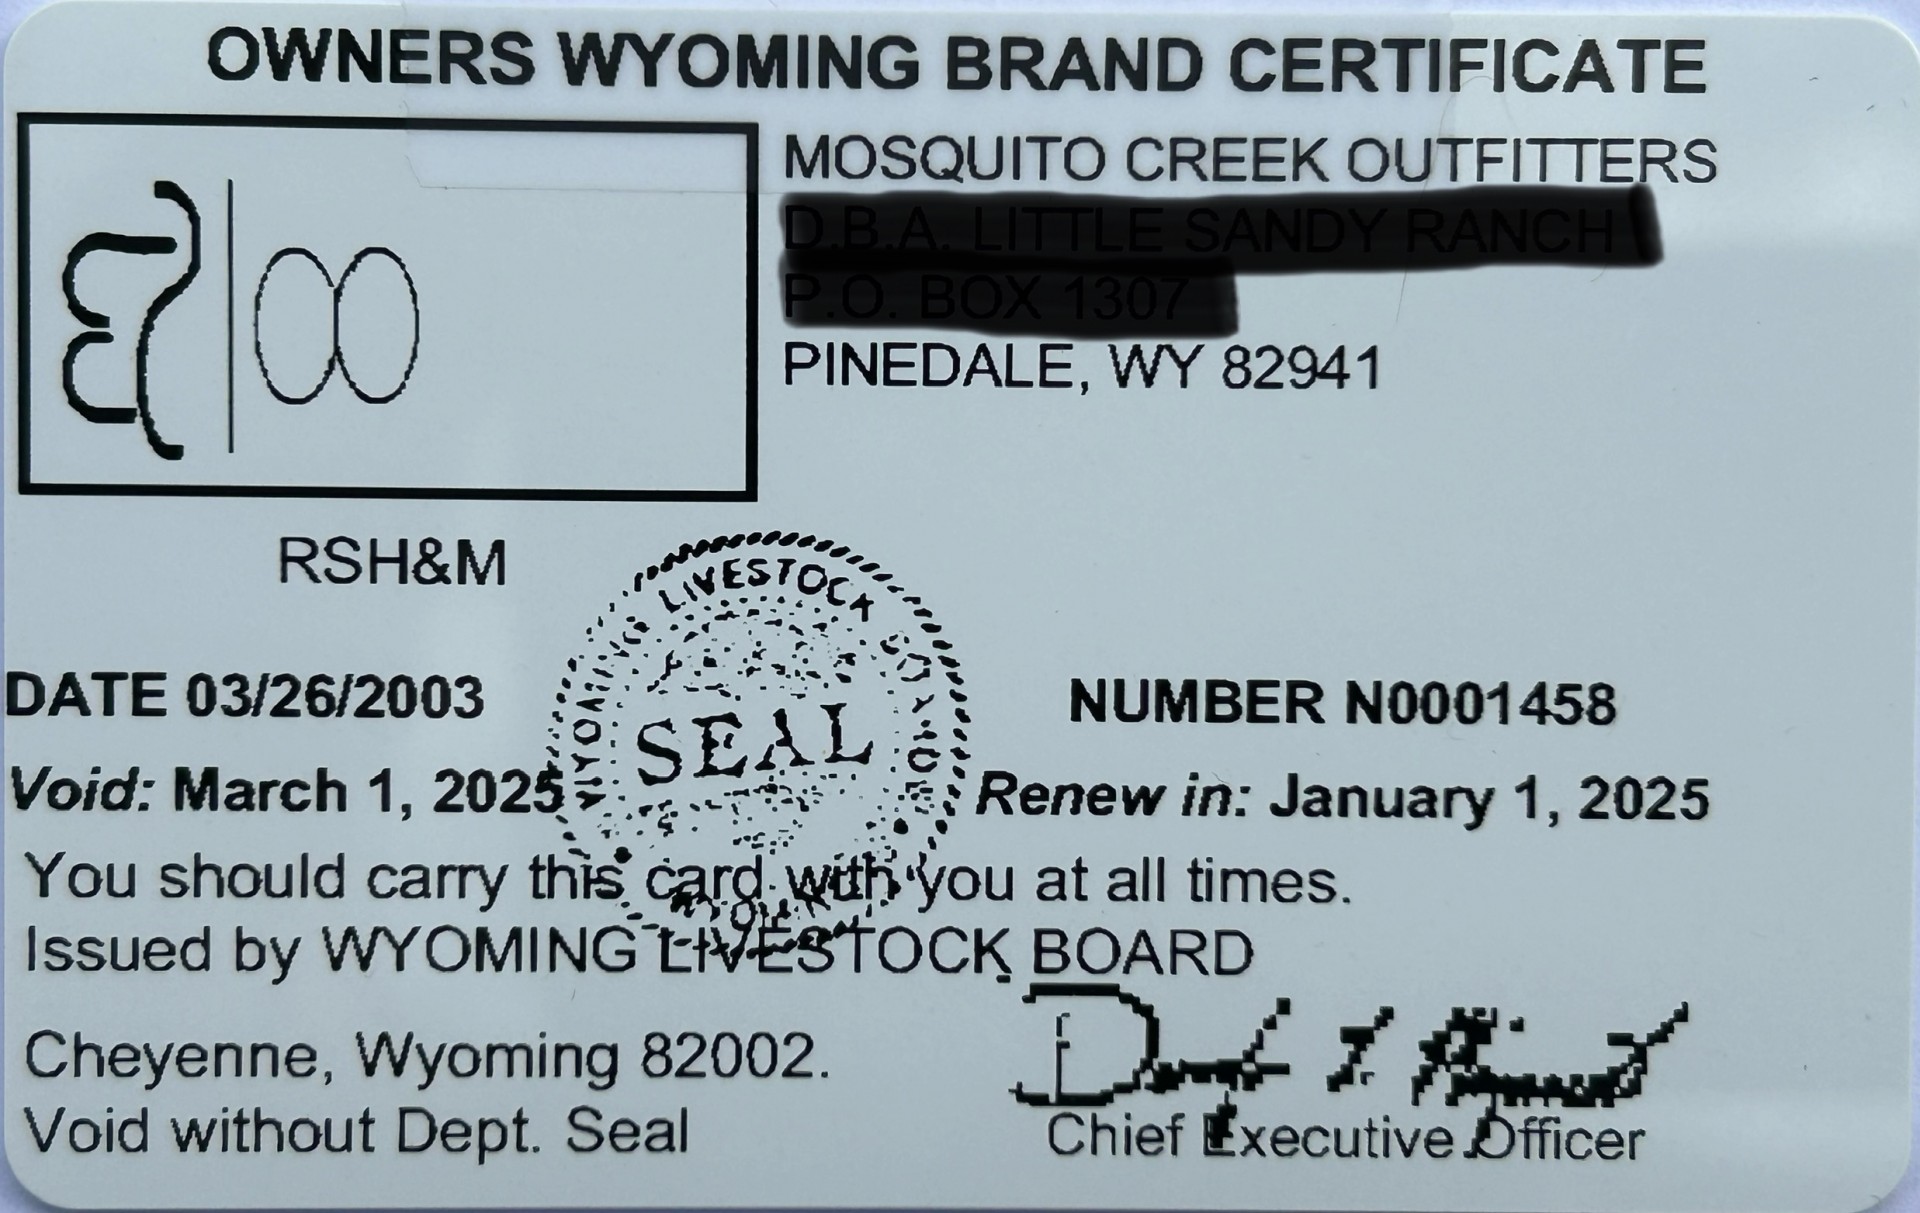 OWNERS WYOMING BRAND CERTIFICATE
MOSQUITO CREEK OUTFITTERS
PINEDALE, WY 82941
RSH&M
WYOMING LIVESTOCK BOARD
SEAL
DATE 03/26/2003
NUMBER N0001458
Void: March 1, 2025
Renew in: January 1, 2025
You should carry this card with you at all times.
Issued by WYOMING LIVESTOCK BOARD
Cheyenne, Wyoming 82002.
Void without Dept. Seal
Chief Executive Officer